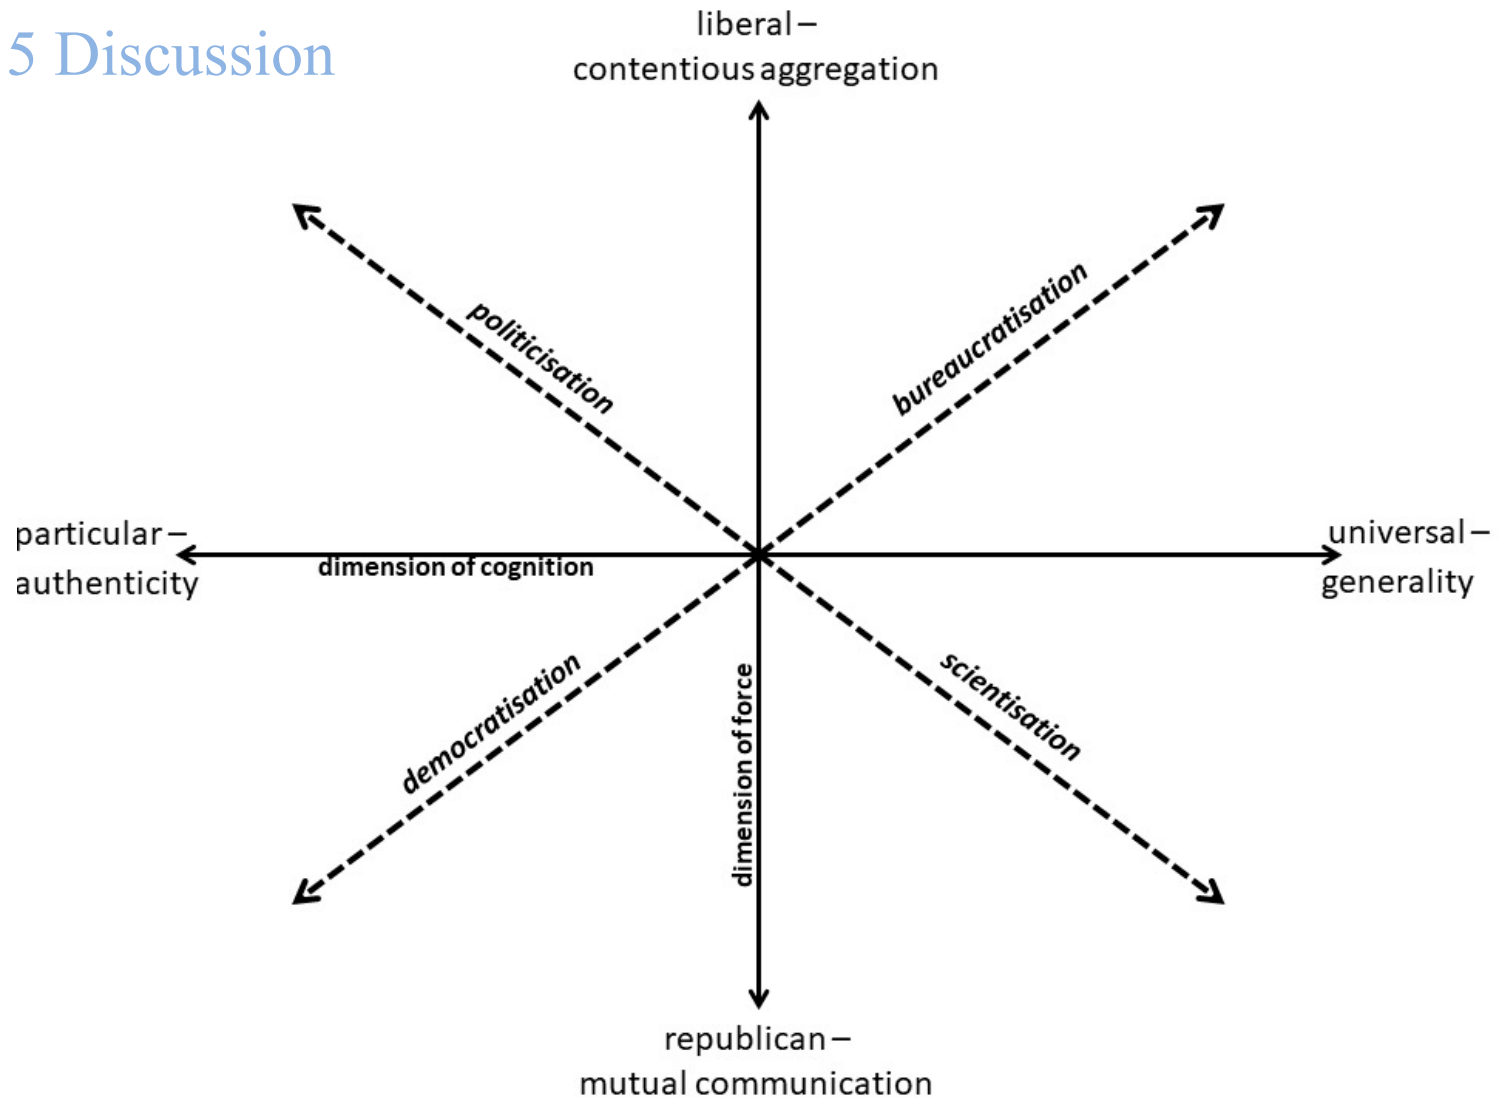 5 Discussion
liberal –
contentious aggregation
politicisation
bureaucratisation
particular –
authenticity
dimension of cognition
universal –
generality
democratisation
dimension of force
scientisation
republican –
mutual communication